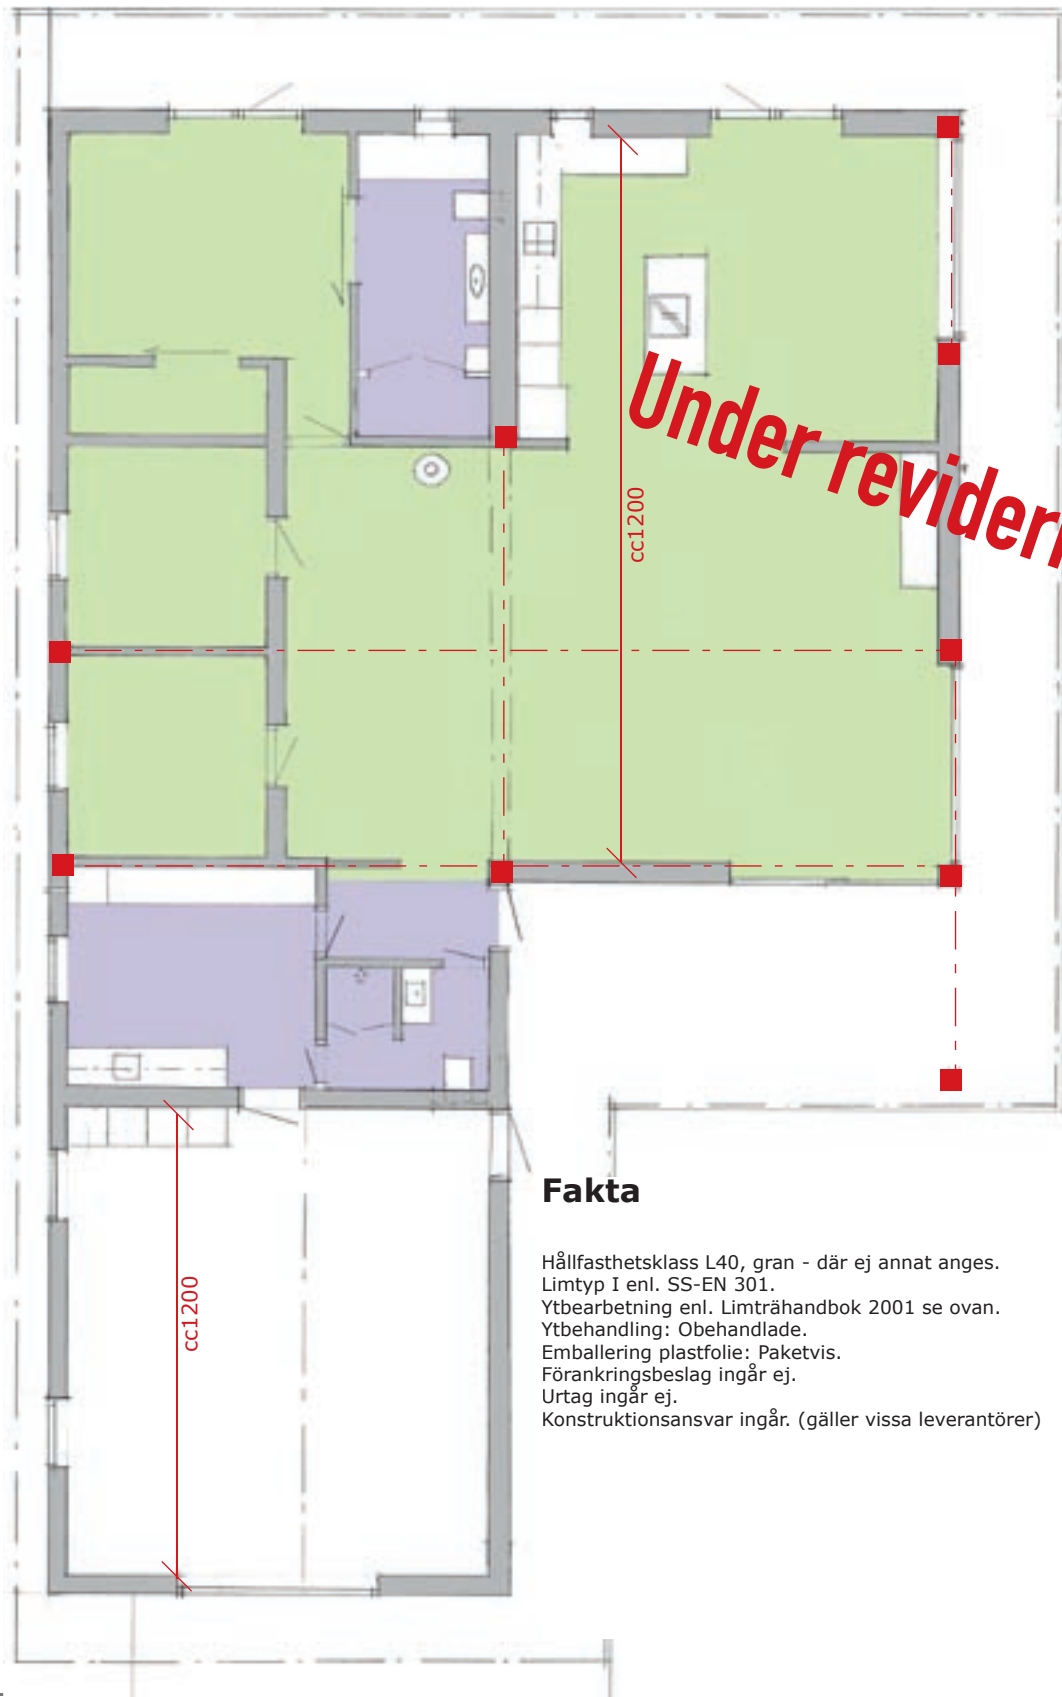 Under
cc1200
cc1200
Fakta
Hållfasthetsklass L40, gran - där ej annat anges.
Limtyp I enl. SS-EN 301.
Ytbearbetning enl. Limträhandbok 2001 se ovan.
Ytbehandling: Obehandlade.
Emballering plastfolie: Paketvis.
Förankringsbeslag ingår ej.
Urtag ingår ej.
Konstruktionsansvar ingår. (gäller vissa leverantörer)